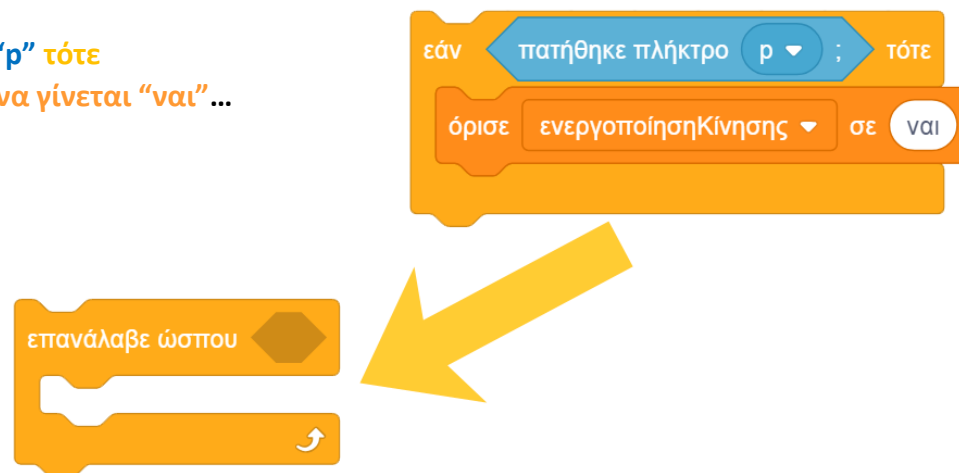 “p” τότε
να γίνεται “ναι”...
εάν πατήθηκε πλήκτρο p ; τότε
όρισε ενεργοποίησηΚίνησης σε ναι
επανάλαβε ώσπου